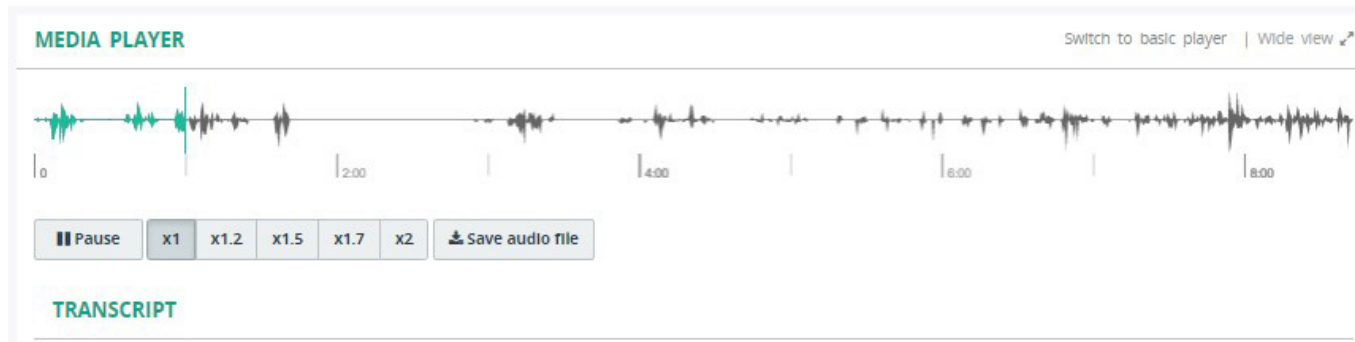 MEDIA PLAYER
Switch to basic player | Wide view
0 2:00 4:00 6:00 8:00
Pause x1 x1.2 x1.5 x1.7 x2 Save audio file
TRANSCRIPT